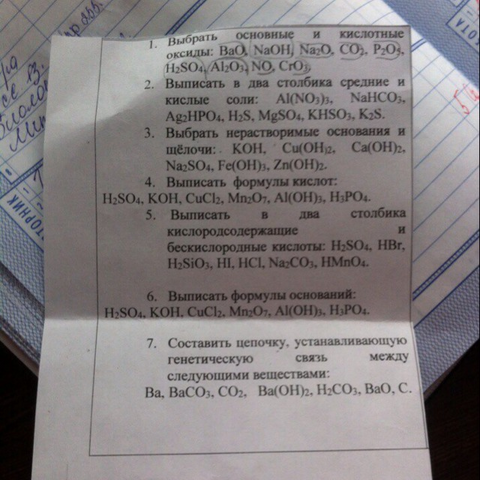 1. Выбрать основные и кислотные
оксиды: BaO, NaOH, Na₂O, CO₂, P₂O₅,
H₂SO₄, Al₂O₃, NO, CrO₃.
2. Выписать в два столбика средние и
кислые соли: Al(NO₃)₃, NaHCO₃,
Ag₂HPO₄, H₂S, MgSO₄, KHSO₃, K₂S.
3. Выбрать нерастворимые основания и
щёлочи: KOH, Cu(OH)₂, Ca(OH)₂,
Na₂SO₄, Fe(OH)₃, Zn(OH)₂.
4. Выписать формулы кислот:
H₂SO₄, KOH, CuCl₂, Mn₂O₇, Al(OH)₃, H₃PO₄.
5. Выписать в два столбика
кислородсодержащие и
бескислородные кислоты: H₂SO₄, HBr,
H₂SiO₃, HI, HCl, Na₂CO₃, HMnO₄.
6. Выписать формулы оснований:
H₂SO₄, KOH, CuCl₂, Mn₂O₇, Al(OH)₃, H₃PO₄.
7. Составить цепочку, устанавливающую
генетическую связь между
следующими веществами:
Ba, BaCO₃, CO₂, Ba(OH)₂, H₂CO₃, BaO, C.